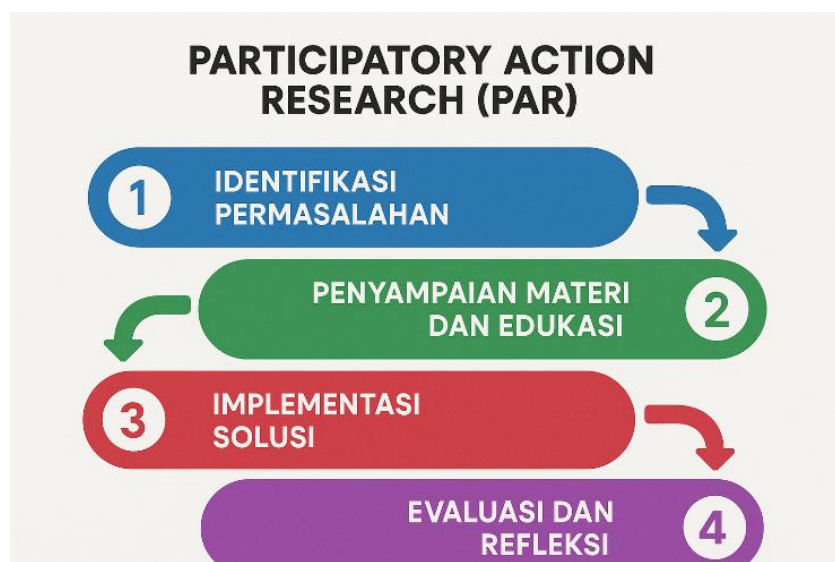 PARTICIPATORY ACTION
RESEARCH (PAR)
1
IDENTIFIKASI
PERMASALAHAN
PENYAMPAIAN MATERI
DAN EDUKASI
2
3
IMPLEMENTASI
SOLUSI
EVALUASI DAN
REFLEKSI
4